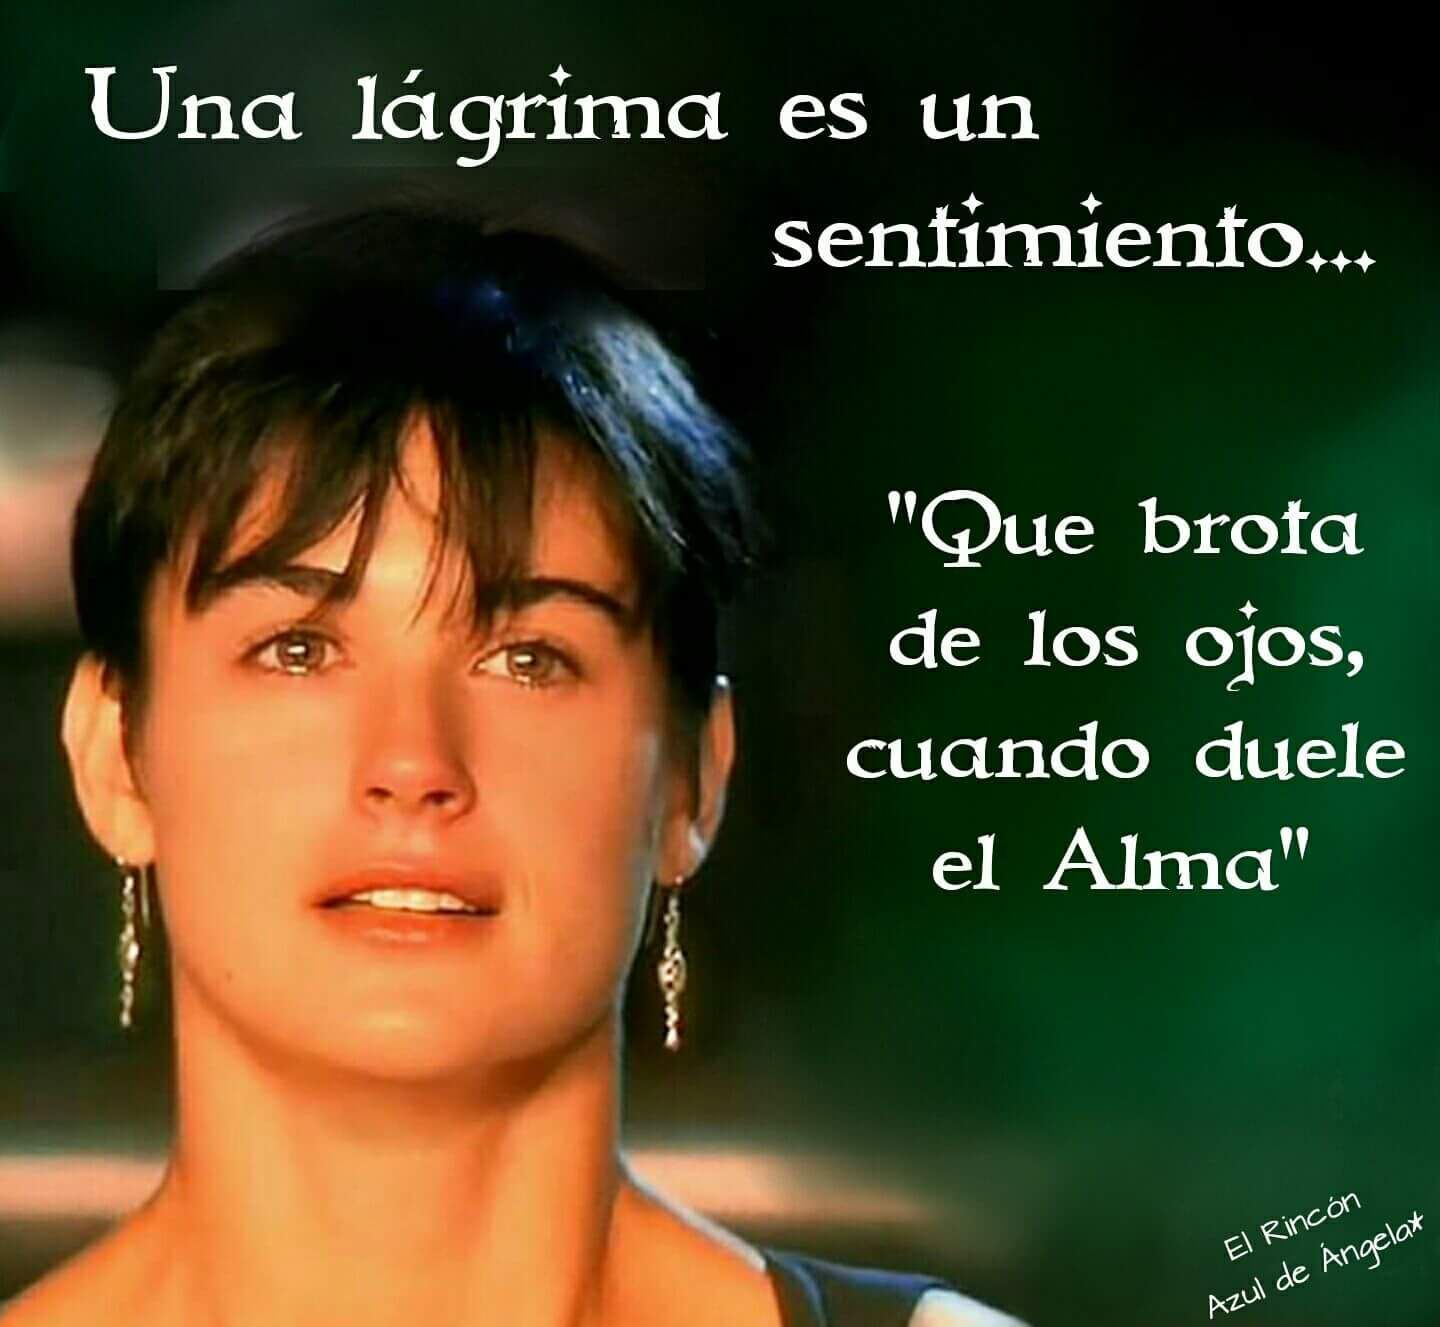 Una lágrima es un
sentimiento...
"Que brota
de los ojos,
cuando duele
el Alma"
El Rincón
Azul de Ángela*